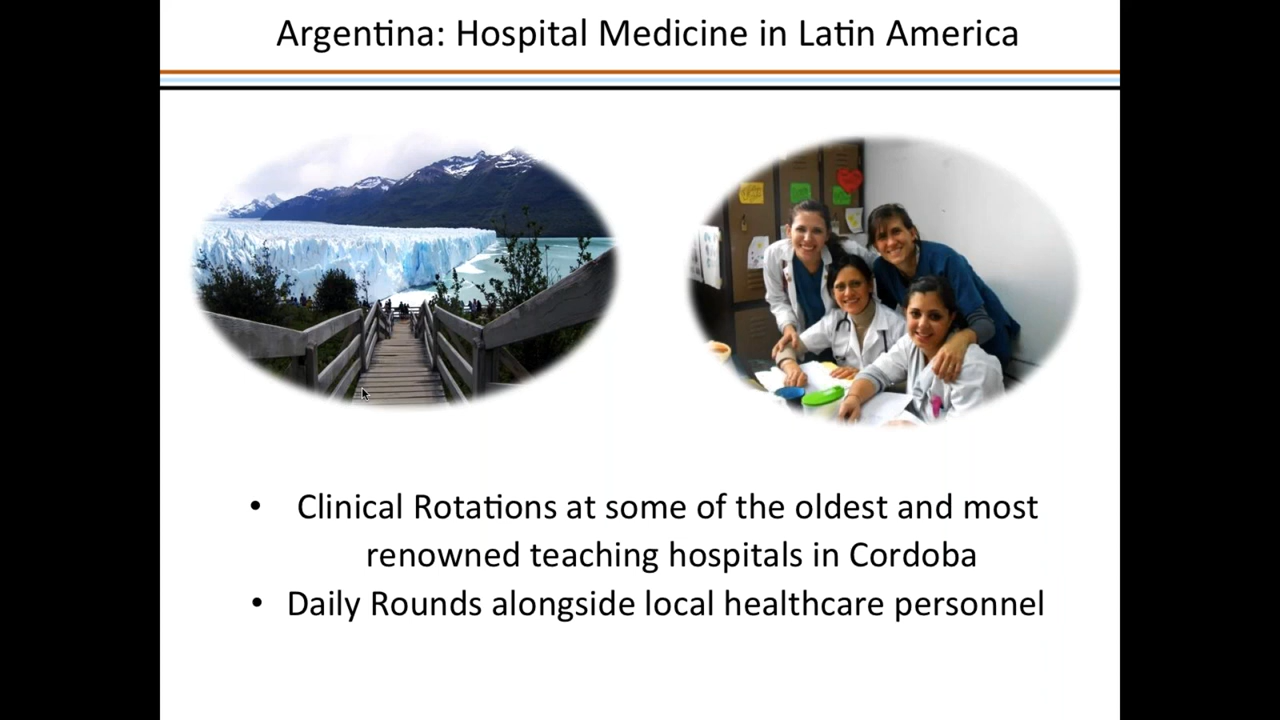 Argentina: Hospital Medicine in Latin America
• Clinical Rotations at some of the oldest and most
renowned teaching hospitals in Cordoba
• Daily Rounds alongside local healthcare personnel